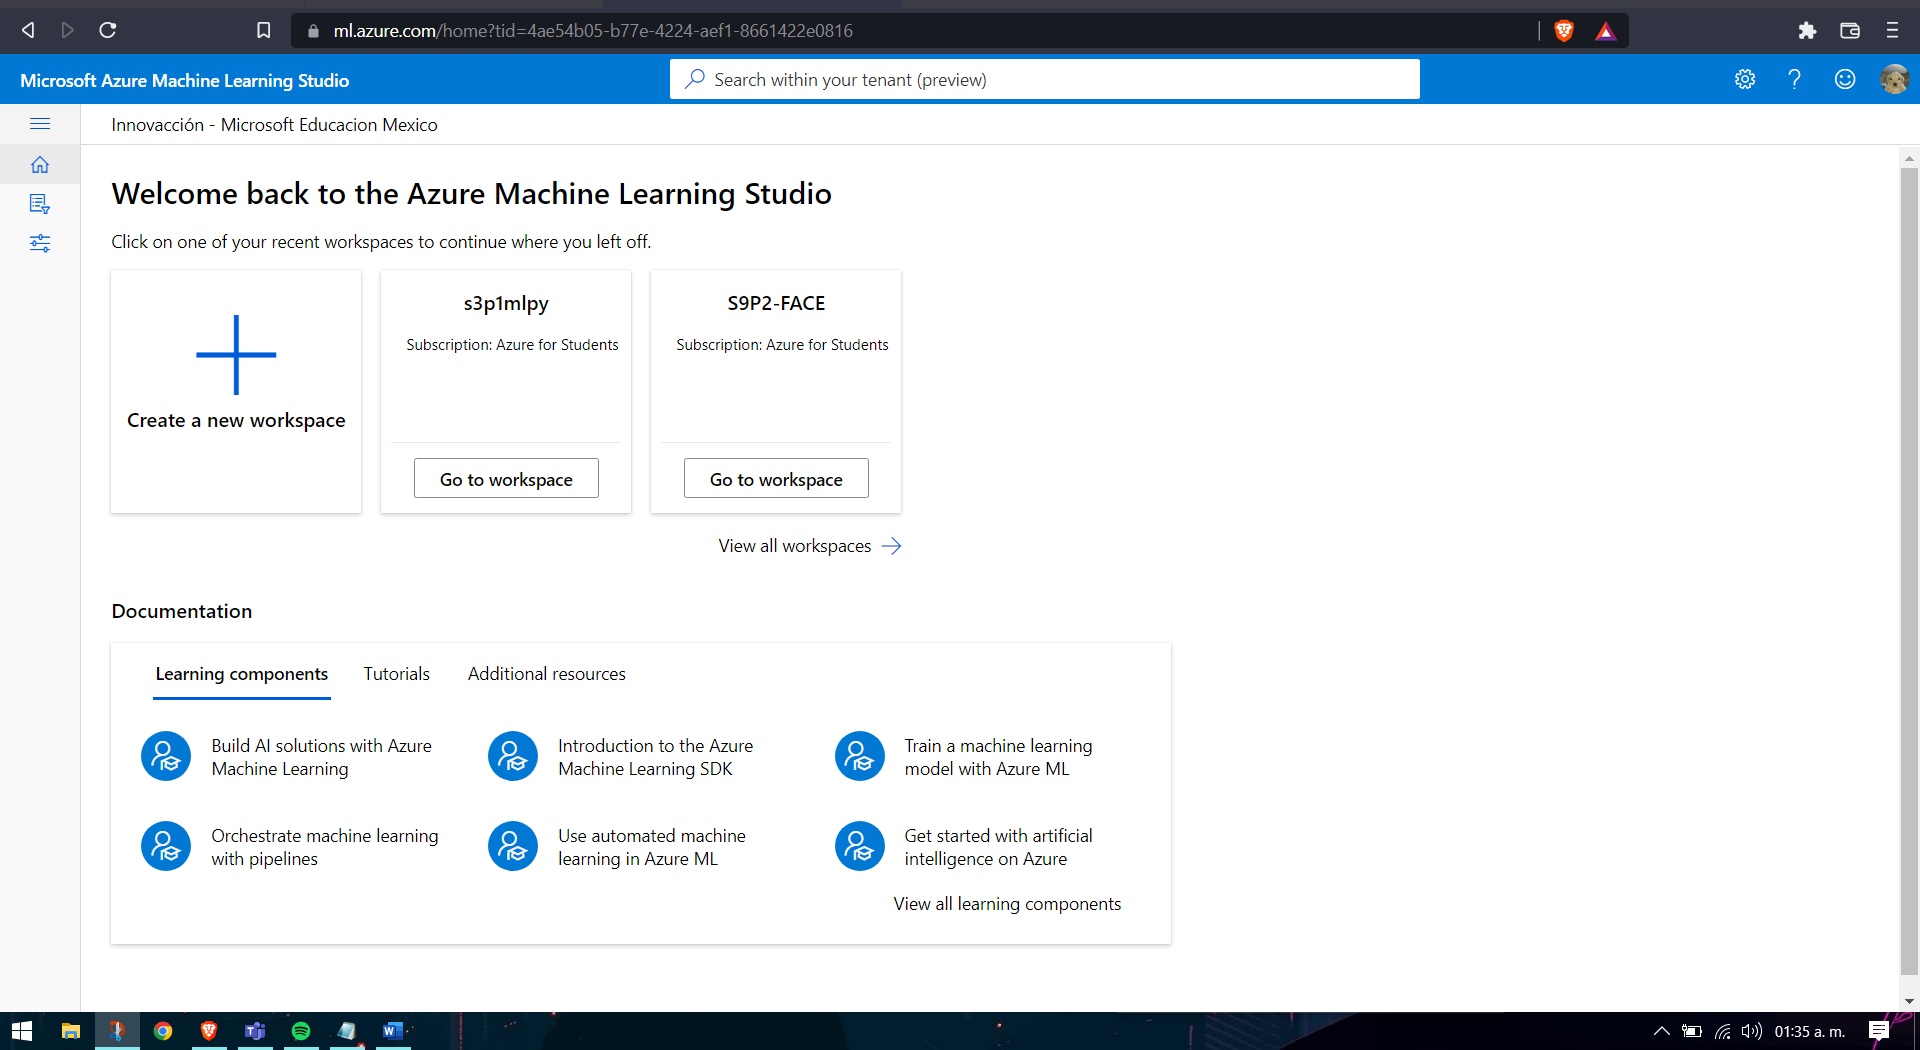 ml.azure.com/home?tid=4ae54b05-b77e-4224-aef1-8661422e0816
Microsoft Azure Machine Learning Studio
Search within your tenant (preview)
Innovacción - Microsoft Educacion Mexico
Welcome back to the Azure Machine Learning Studio
Click on one of your recent workspaces to continue where you left off.
Create a new workspace
s3p1mlpy
Subscription: Azure for Students
Go to workspace
S9P2-FACE
Subscription: Azure for Students
Go to workspace
View all workspaces
Documentation
Learning components
Tutorials
Additional resources
Build AI solutions with Azure
Machine Learning
Introduction to the Azure
Machine Learning SDK
Train a machine learning
model with Azure ML
Orchestrate machine learning
with pipelines
Use automated machine
learning in Azure ML
Get started with artificial
intelligence on Azure
View all learning components
01:35 a. m.